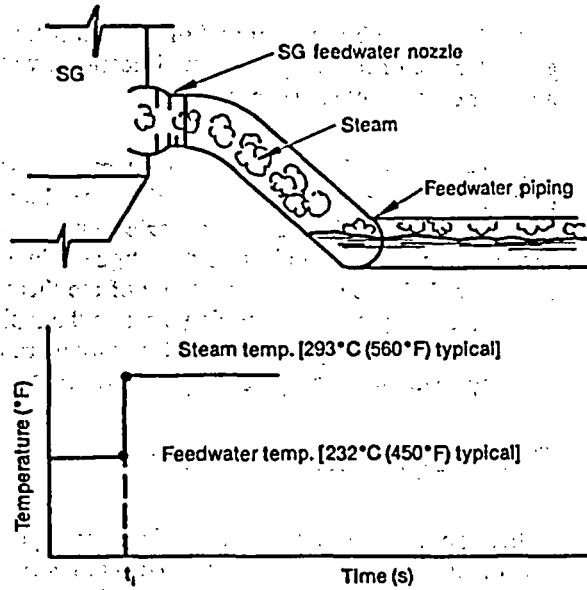 SG feedwater nozzle
SG
Steam
Feedwater piping
Steam temp. [293°C (560°F) typical]
Feedwater temp. [232°C (450°F) typical]
Temperature (°F)
t₁
Time (s)